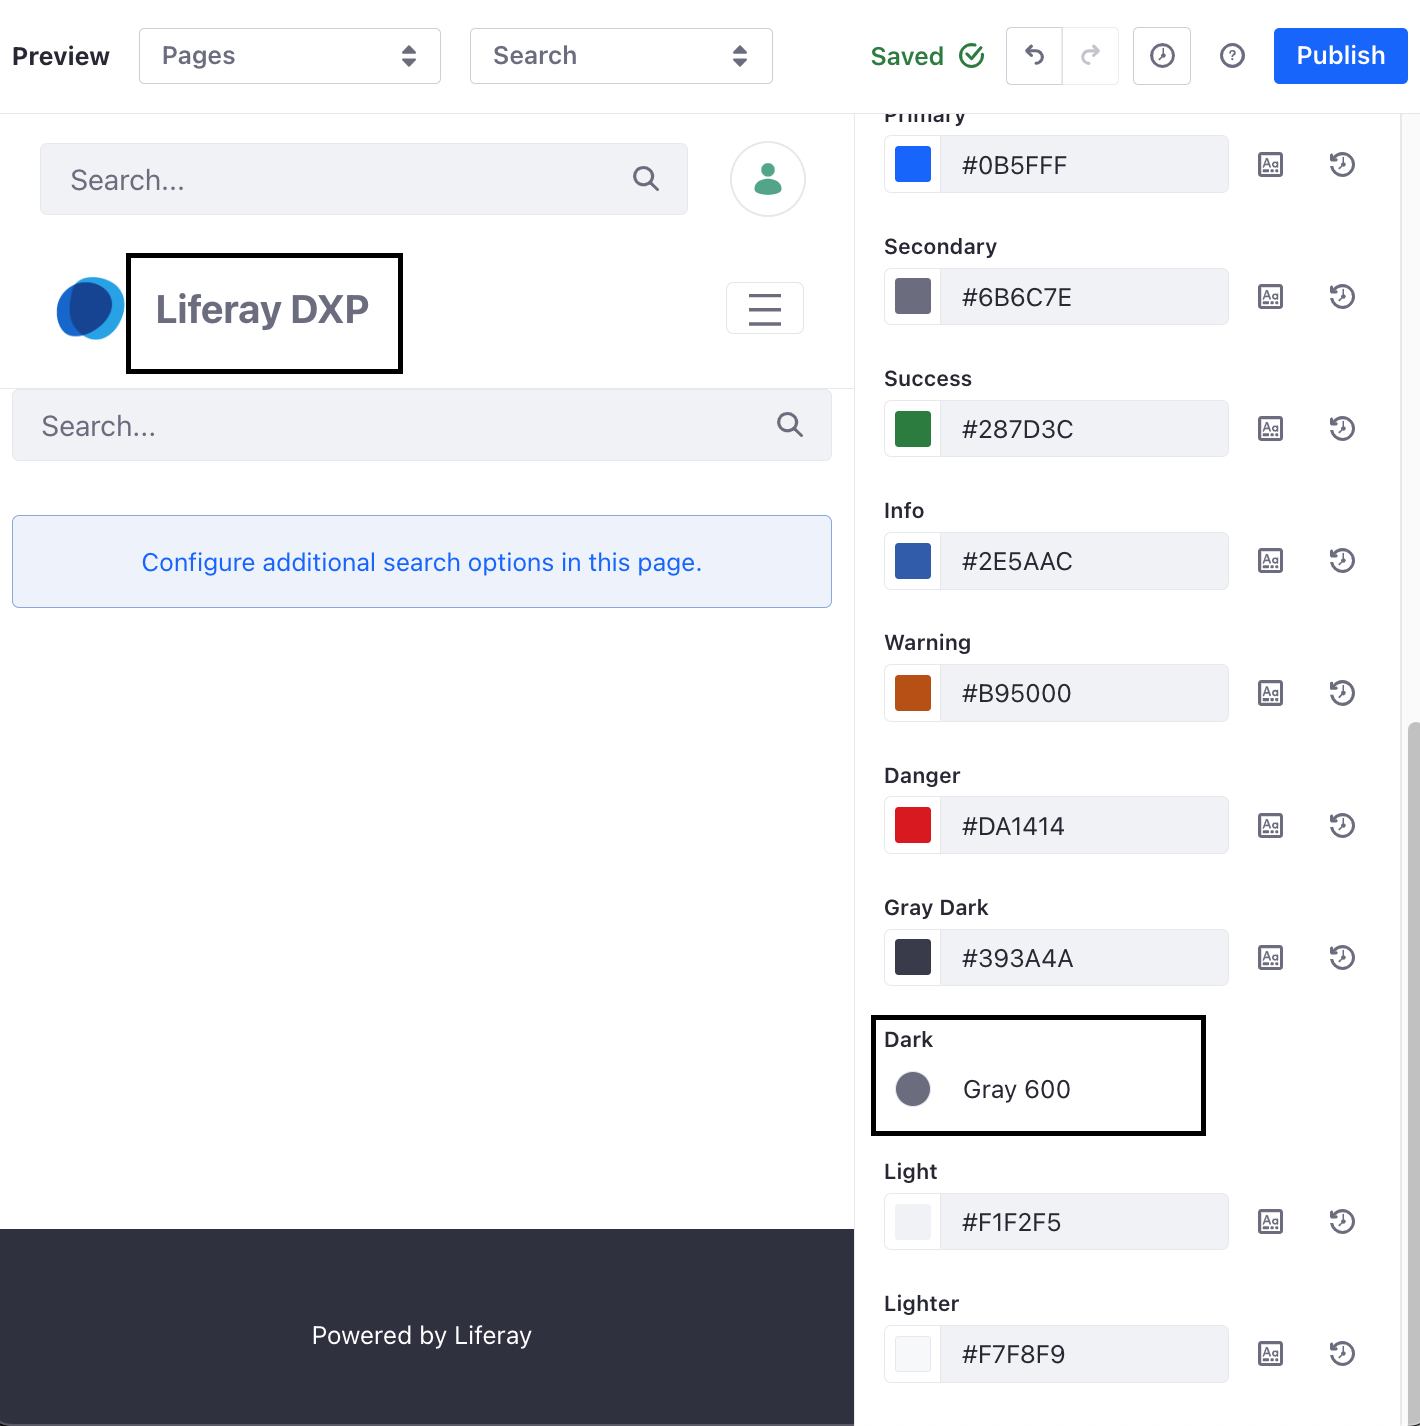 Preview
Pages
Search
Saved
Publish
Search...
Liferay DXP
Search...
Configure additional search options in this page.
Powered by Liferay
Primary
#0B5FFF
Secondary
#6B6C7E
Success
#287D3C
Info
#2E5AAC
Warning
#B95000
Danger
#DA1414
Gray Dark
#393A4A
Dark
Gray 600
Light
#F1F2F5
Lighter
#F7F8F9